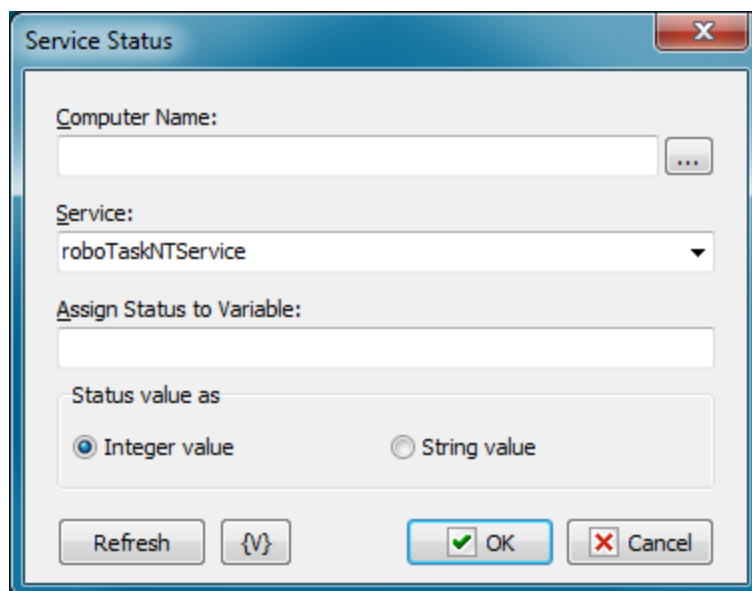 Service Status
Computer Name:
...
Service:
roboTaskNTService
Assign Status to Variable:
Status value as
Integer value String value
Refresh {V} OK Cancel